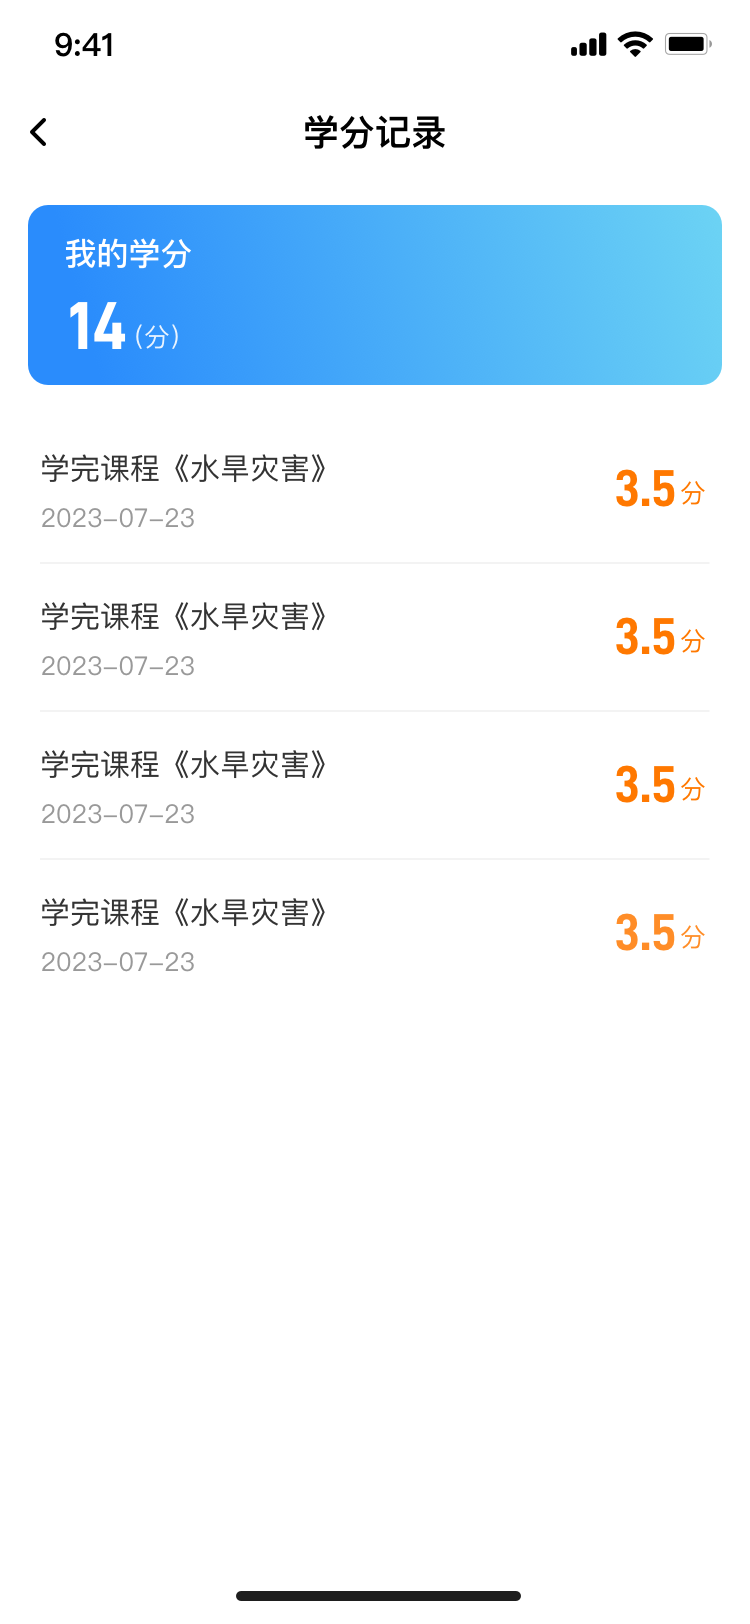 9:41
学分记录
我的学分
14 (分)
学完课程《水旱灾害》
2023-07-23
3.5 分
学完课程《水旱灾害》
2023-07-23
3.5 分
学完课程《水旱灾害》
2023-07-23
3.5 分
学完课程《水旱灾害》
2023-07-23
3.5 分